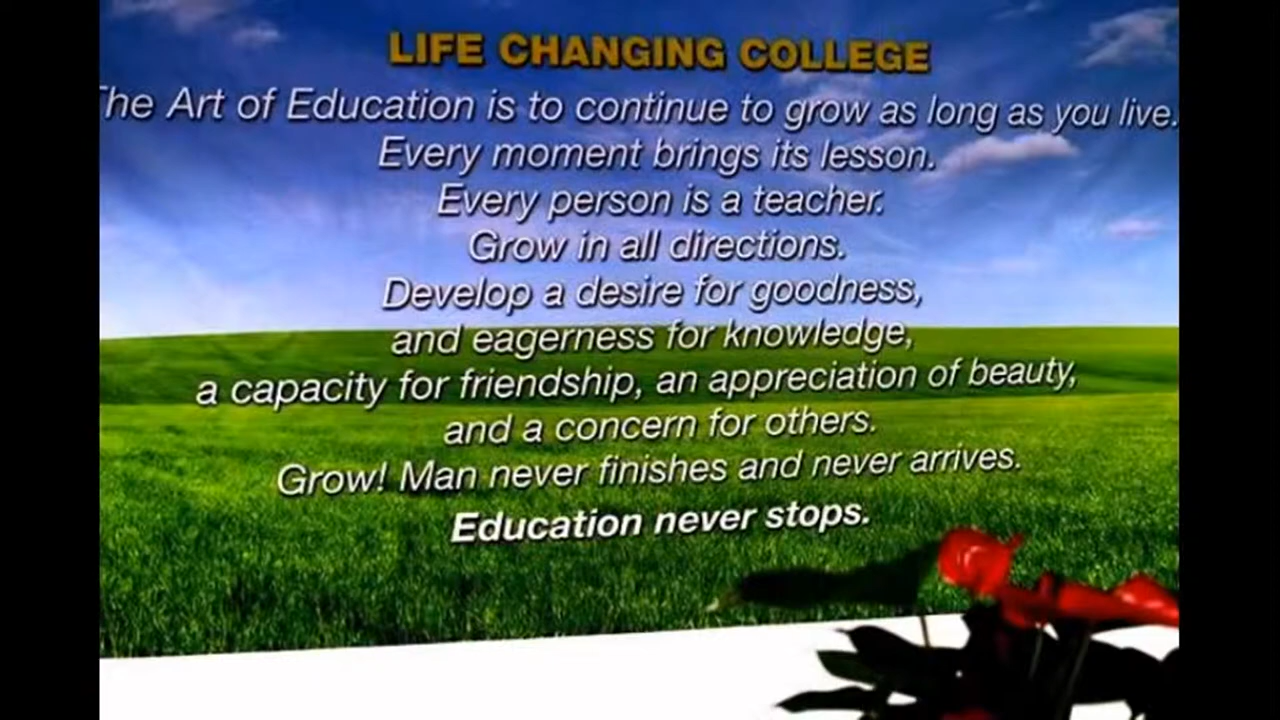 LIFE CHANGING COLLEGE
The Art of Education is to continue to grow as long as you live.
Every moment brings its lesson.
Every person is a teacher.
Grow in all directions.
Develop a desire for goodness,
and eagerness for knowledge,
a capacity for friendship, an appreciation of beauty,
and a concern for others.
Grow! Man never finishes and never arrives.
Education never stops.